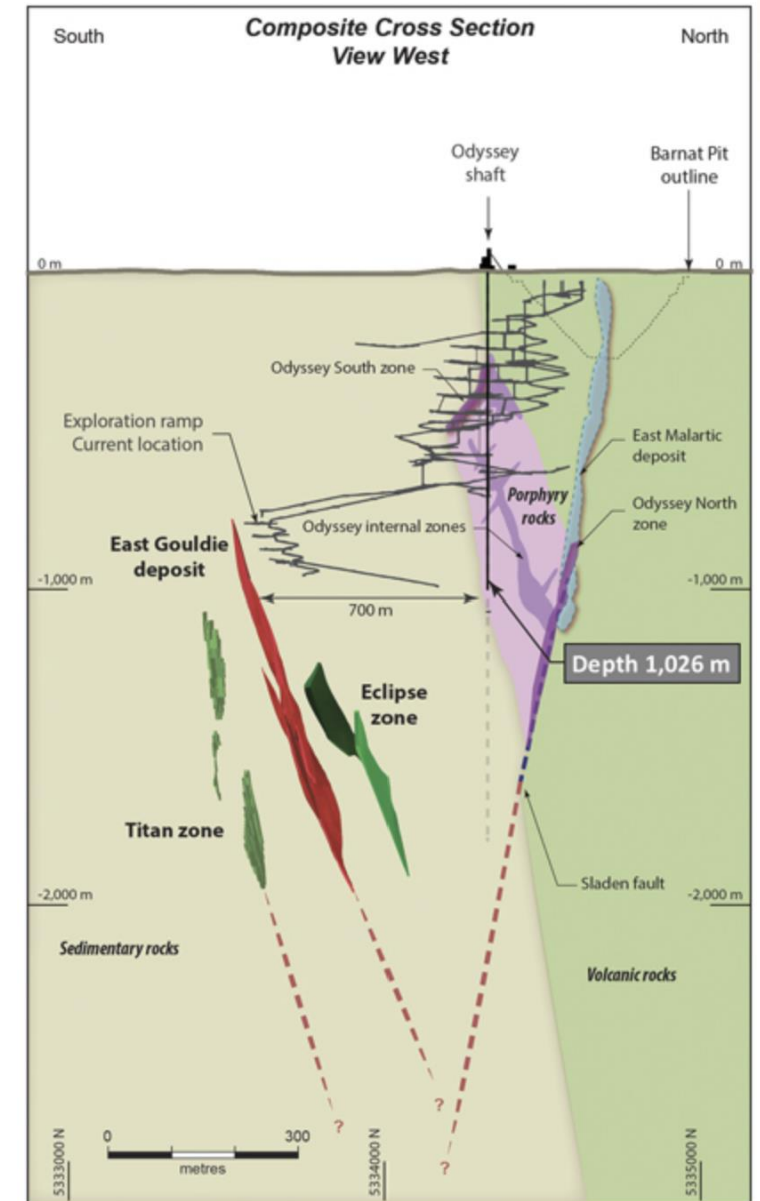 Composite Cross Section
View West
South
North
Odyssey
shaft
Barnat Pit
outline
0 m
0 m
Odyssey South zone
Exploration ramp
Current location
East Malartic
deposit
Porphyry
rocks
Odyssey North
zone
Odyssey internal zones
East Gouldie
deposit
-1,000 m
-1,000 m
700 m
Depth 1,026 m
Eclipse
zone
Titan zone
Sladen fault
-2,000 m
-2,000 m
Sedimentary rocks
Volcanic rocks
?
?
?
0
300
metres
5333000 N
5334000 N
5335000 N